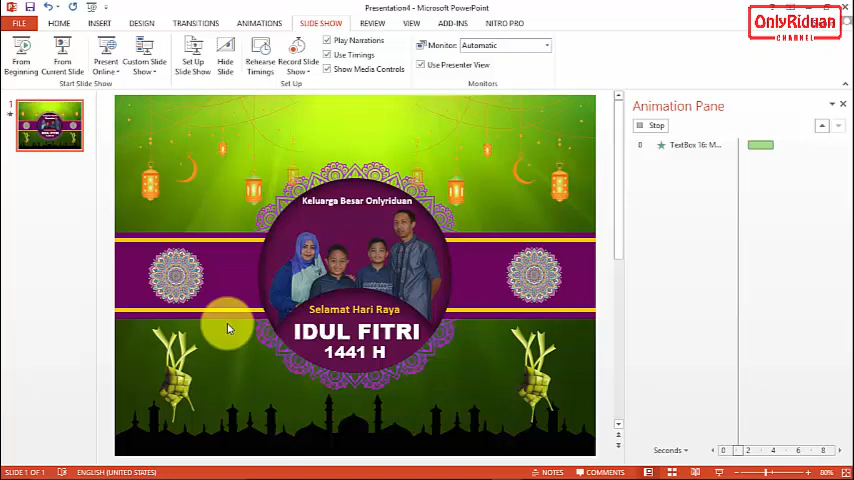 Presentation4 - Microsoft PowerPoint
OnlyRiduan
CHANNEL
FILE HOME INSERT DESIGN TRANSITIONS ANIMATIONS SLIDE SHOW REVIEW VIEW ADD-INS NITRO PRO
From Beginning
From Current Slide
Present Online
Custom Slide Show
Set Up Slide Show
Hide Slide
Rehearse Timings
Record Slide Show
Play Narrations
Use Timings
Show Media Controls
Monitor: Automatic
Use Presenter View
Start Slide Show
Set Up
Monitors
1
Animation Pane
Stop
0 TextBox 16: M...
Keluarga Besar Onlyriduan
Selamat Hari Raya
IDUL FITRI
1441 H
Seconds 0 2 4 6 8
SLIDE 1 OF 1 ENGLISH (UNITED STATES) NOTES COMMENTS 80%